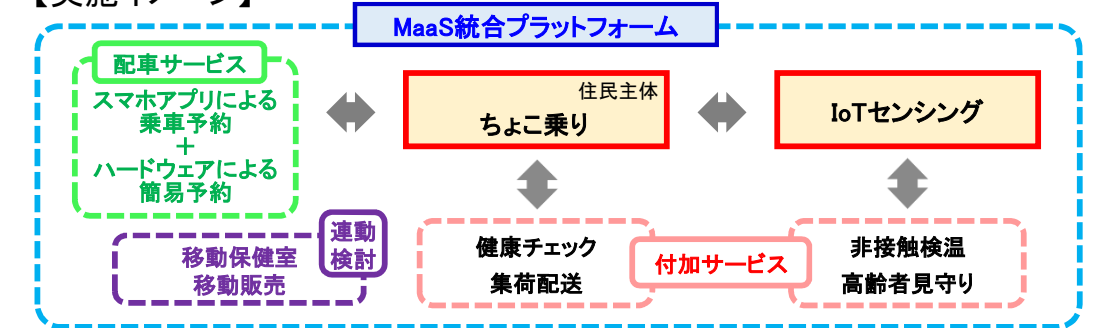 【実施イメージ】
MaaS統合プラットフォーム
配車サービス
スマホアプリによる
乗車予約
＋
ハードウェアによる
簡易予約
住民主体
ちょこ乗り
IoTセンシング
連動
検討
移動保健室
移動販売
健康チェック
集荷配送
付加サービス
非接触検温
高齢者見守り